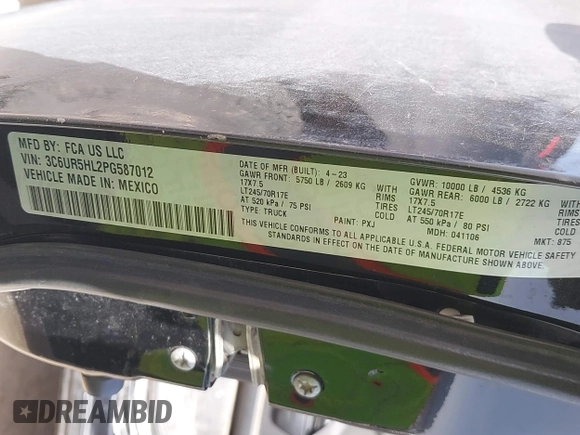 MFD BY: FCA US LLC
VIN: 3C6UR5HL2PG587012
VEHICLE MADE IN: MEXICO
DATE OF MFR (BUILT): 4-23
GAWR FRONT: 5750 LB / 2609 KG WITH
17X7.5 RIMS
LT245/70R17E TIRES
AT 520 kPa / 75 PSI COLD
TYPE: TRUCK PAINT: PXJ
GVWR: 10000 LB / 4536 KG
GAWR REAR: 6000 LB / 2722 KG WITH
17X7.5 RIMS
LT245/70R17E TIRES
AT 550 kPa / 80 PSI COLD
MDH: 041106 MKT: 875
THIS VEHICLE CONFORMS TO ALL APPLICABLE U.S.A. FEDERAL MOTOR VEHICLE SAFETY
STANDARDS IN EFFECT ON THE DATE OF MANUFACTURE SHOWN ABOVE.
DREAMBID